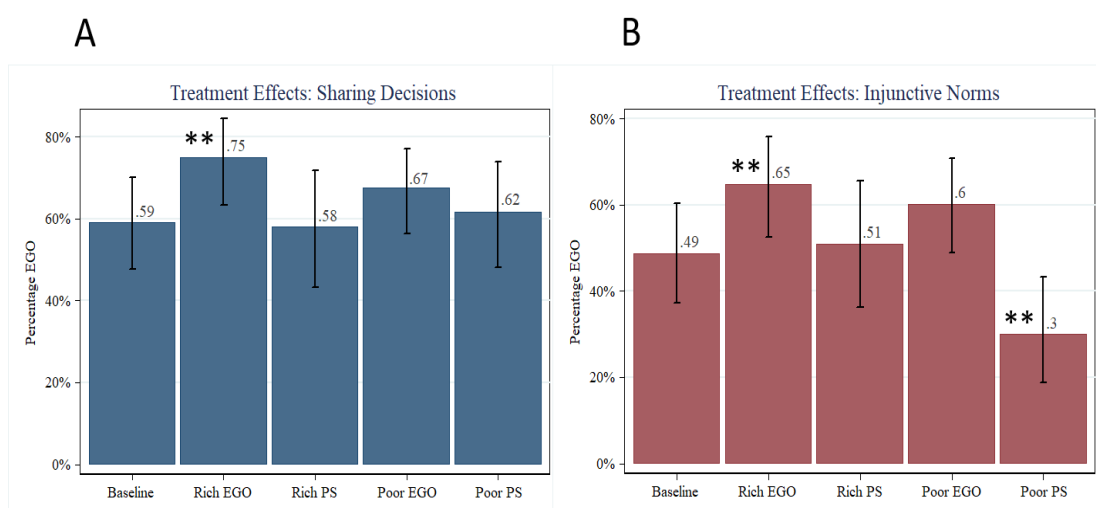 A
B
Treatment Effects: Sharing Decisions
Percentage EGO
80%
60%
40%
20%
0%
.59
** .75
.58
.67
.62
Baseline Rich EGO Rich PS Poor EGO Poor PS
Treatment Effects: Injunctive Norms
Percentage EGO
80%
60%
40%
20%
0%
.49
** .65
.51
.6
** .3
Baseline Rich EGO Rich PS Poor EGO Poor PS